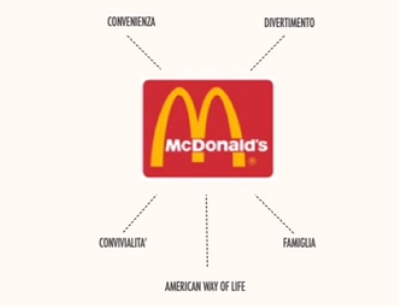 CONVENIENZA
DIVERTIMENTO
McDonald's
®
CONVIVIALITA'
FAMIGLIA
AMERICAN WAY OF LIFE